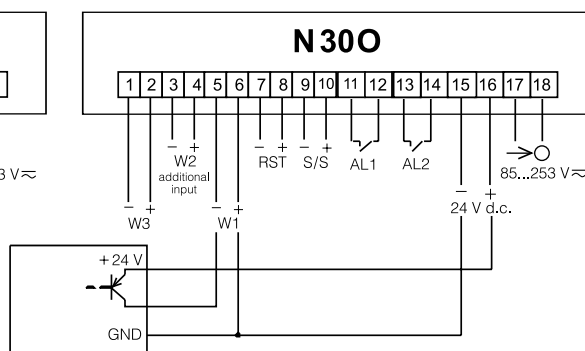 N30O
1 2 3 4 5 6 7 8 9 10 11 12 13 14 15 16 17 18
- + - + - + - +
W2 RST S/S AL1 AL2
additional
input
3 V≂ 85...253 V≂
- + - + - +
W3 W1 24 V d.c.
+24 V
GND